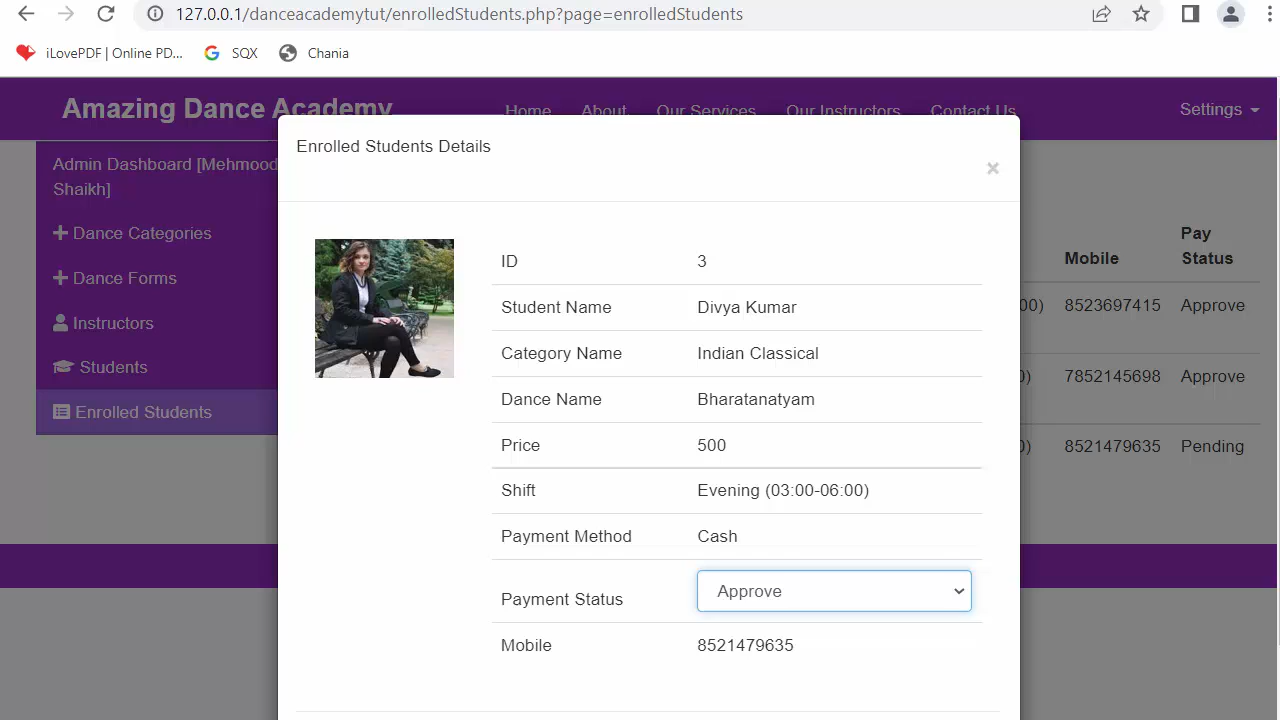 127.0.0.1/danceacademytut/enrolledStudents.php?page=enrolledStudents
iLovePDF | Online PD... SQX Chania
Amazing Dance Academy Home About Our Services Our Instructors Contact Us Settings
Enrolled Students Details
×
Admin Dashboard [Mehmood
Shaikh]
Dance Categories
Dance Forms
Instructors
Students
Enrolled Students
ID 3
Student Name Divya Kumar
Category Name Indian Classical
Dance Name Bharatanatyam
Price 500
Shift Evening (03:00-06:00)
Payment Method Cash
Payment Status Approve
Mobile 8521479635
Mobile Pay
Status
00) 8523697415 Approve
0) 7852145698 Approve
0) 8521479635 Pending